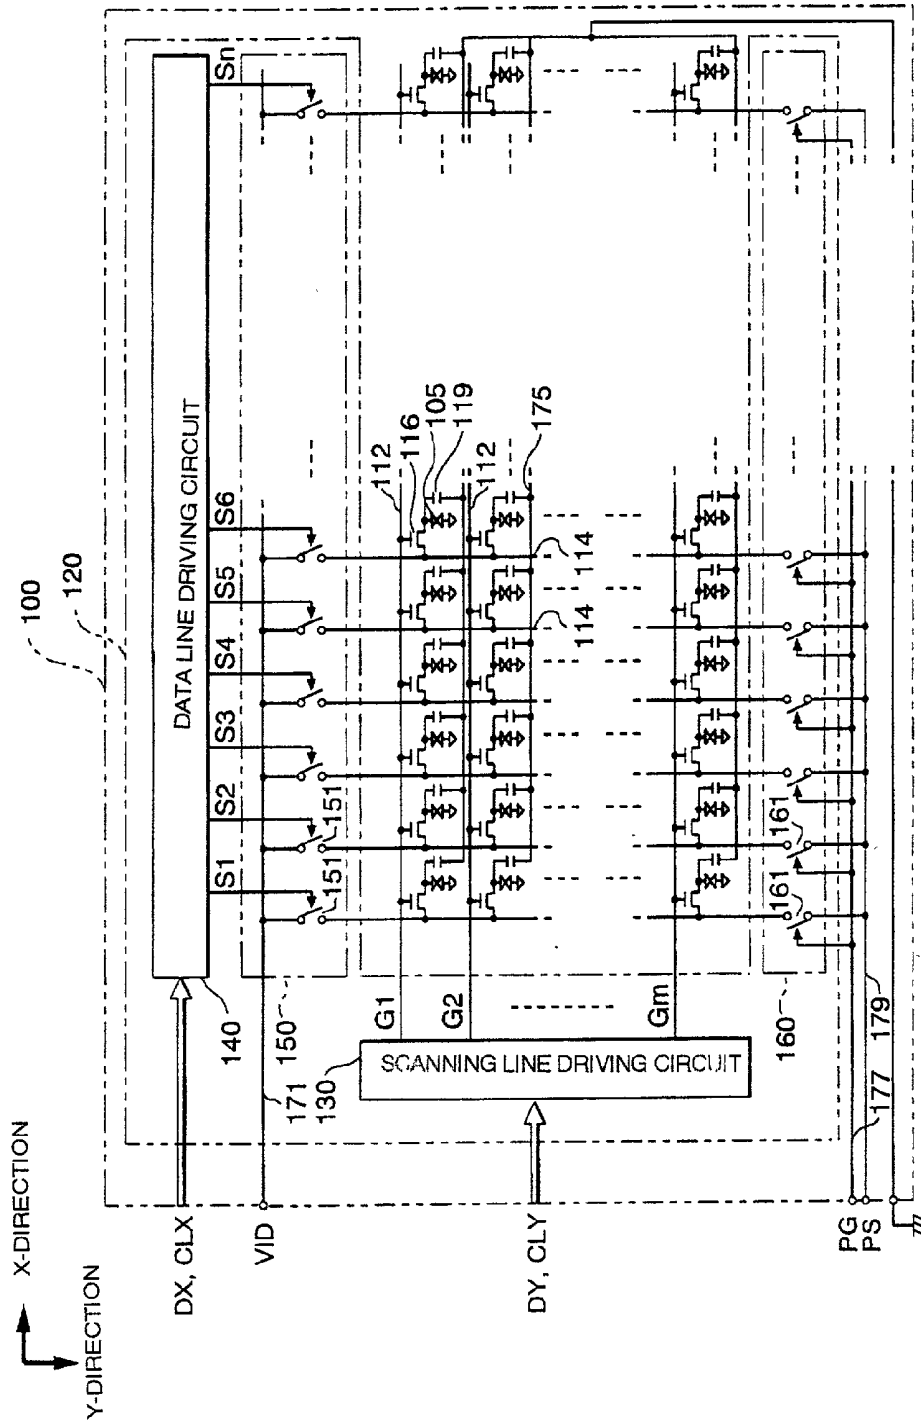 X-DIRECTION
Y-DIRECTION
100
120
DX, CLX
DATA LINE DRIVING CIRCUIT
140
S1
S2
S3
S4
S5
S6
Sn
VID
171
150
151
151
130
SCANNING LINE DRIVING CIRCUIT
DY, CLY
G1
G2
Gm
112
116
105
119
112
175
114
114
160
161
161
PG
PS
177
179